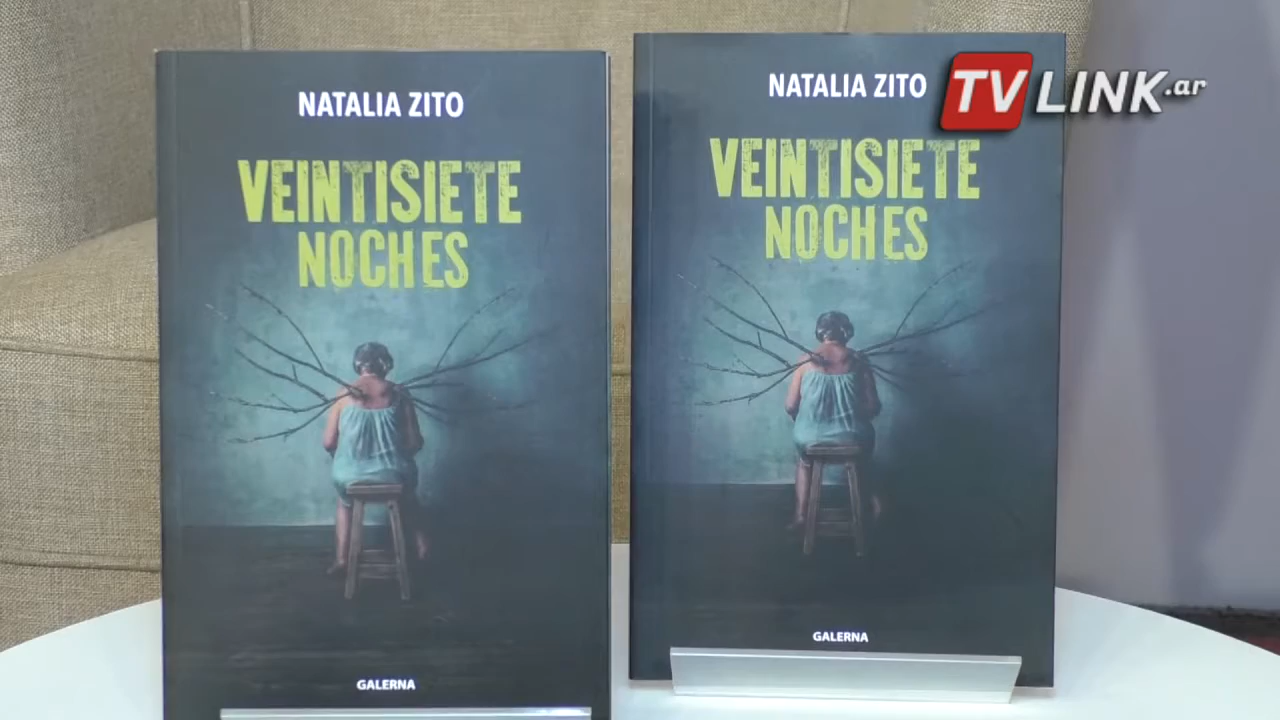 NATALIA ZITO
VEINTISIETE
NOCHES
GALERNA
NATALIA ZITO
VEINTISIETE
NOCHES
GALERNA
TV LINK.ar